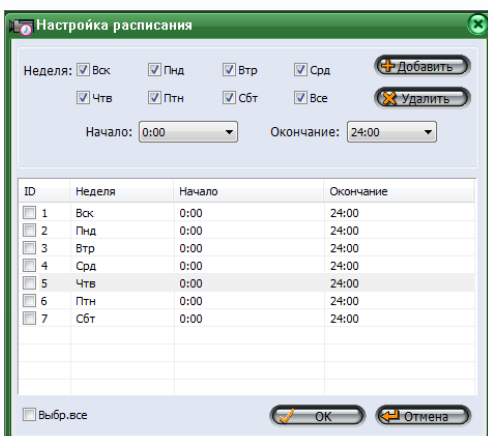 Настройка расписания
Неделя: Вск Пнд Втр Срд Добавить
Чтв Птн Сбт Все Удалить
Начало: 0:00 Окончание: 24:00
ID Неделя Начало Окончание
1 Вск 0:00 24:00
2 Пнд 0:00 24:00
3 Втр 0:00 24:00
4 Срд 0:00 24:00
5 Чтв 0:00 24:00
6 Птн 0:00 24:00
7 Сбт 0:00 24:00
Выбр.все OK Отмена